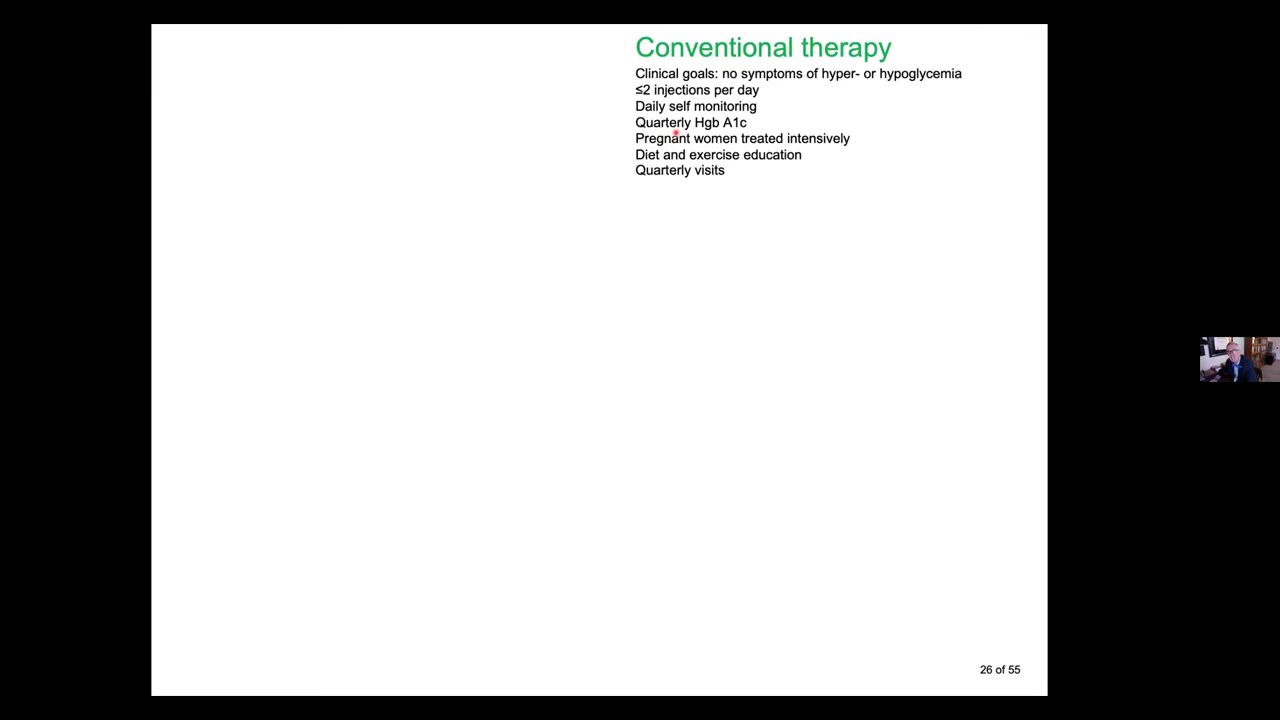 Conventional therapy
Clinical goals: no symptoms of hyper- or hypoglycemia
≤2 injections per day
Daily self monitoring
Quarterly Hgb A1c
Pregnant women treated intensively
Diet and exercise education
Quarterly visits
26 of 55